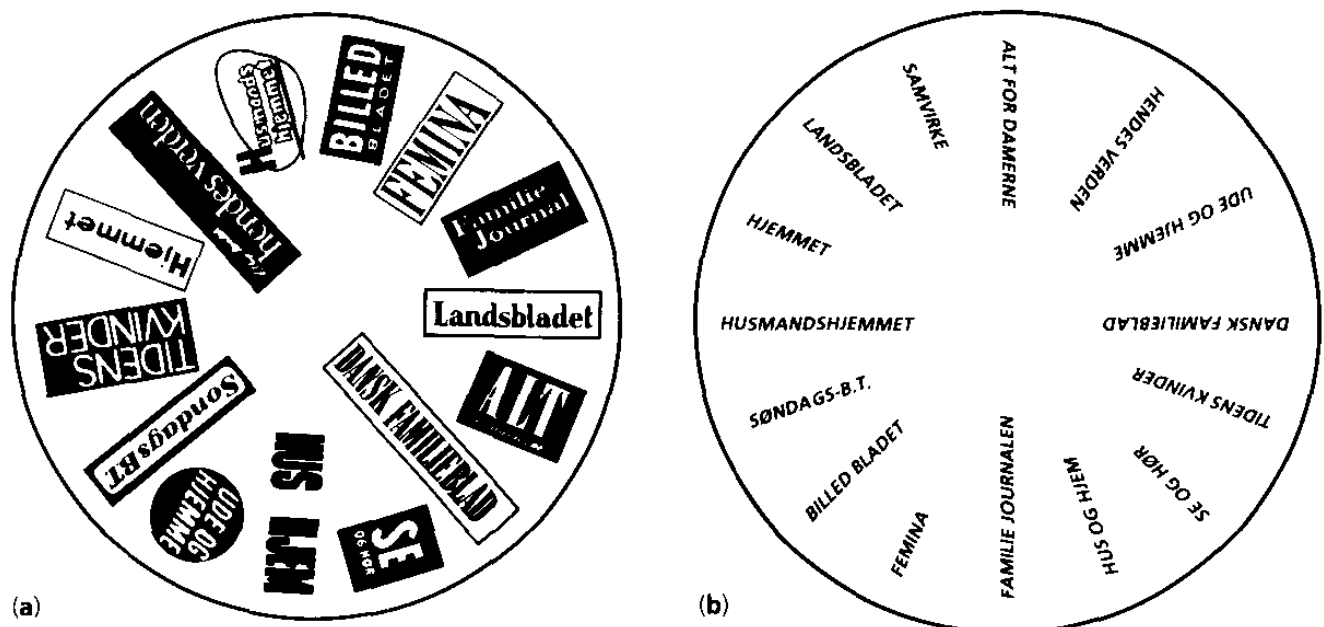 Husmands
hjemmet
BILLED
BLADET
FEMINA
hendes verden
Familie
Journal
Hjemmet
Landsbladet
TIDENS
KVINDER
ALT
DANSK FAMILIEBLAD
SondagsBT.
HUS HJEM
UDE OG
HJEMME
SE
OG HØR
(a)
ALT FOR DAMERNE
HENDES VERDEN
UDE OG HJEMME
DANSK FAMILIEBLAD
TIDENS KVINDER
SE OG HØR
HUS OG HJEM
FAMILIE JOURNALEN
FEMINA
BILLED BLADET
SØNDAGS-B.T.
HUSMANDSHJEMMET
HJEMMET
LANDSBLADET
SAMVIRKE
(b)